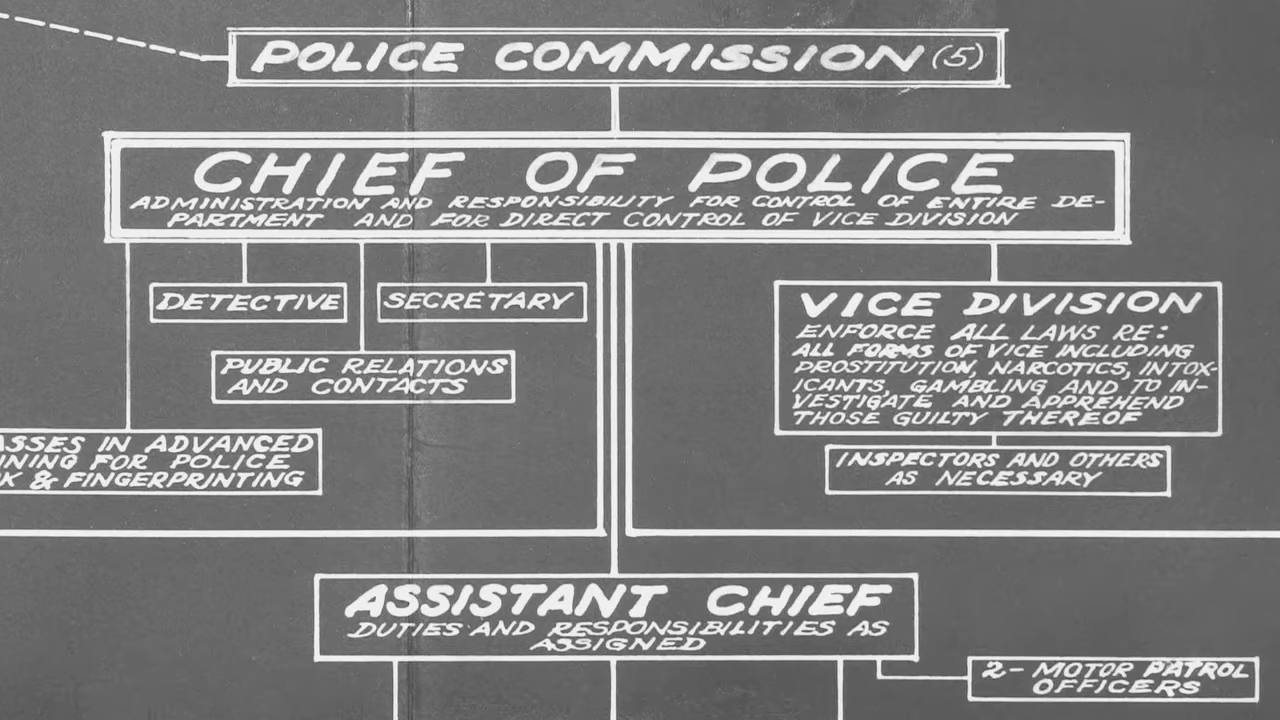 POLICE COMMISSION (5)
CHIEF OF POLICE
ADMINISTRATION AND RESPONSIBILITY FOR CONTROL OF ENTIRE DE-
PARTMENT AND FOR DIRECT CONTROL OF VICE DIVISION
DETECTIVE
SECRETARY
PUBLIC RELATIONS
AND CONTACTS
VICE DIVISION
ENFORCE ALL LAWS RE:
ALL FORMS OF VICE INCLUDING
PROSTITUTION, NARCOTICS, INTOX-
ICANTS, GAMBLING AND TO IN-
VESTIGATE AND APPREHEND
THOSE GUILTY THEREOF
ASSES IN ADVANCED
INING FOR POLICE
K & FINGERPRINTING
INSPECTORS AND OTHERS
AS NECESSARY
ASSISTANT CHIEF
DUTIES AND RESPONSIBILITIES AS
ASSIGNED
2- MOTOR PATROL
OFFICERS